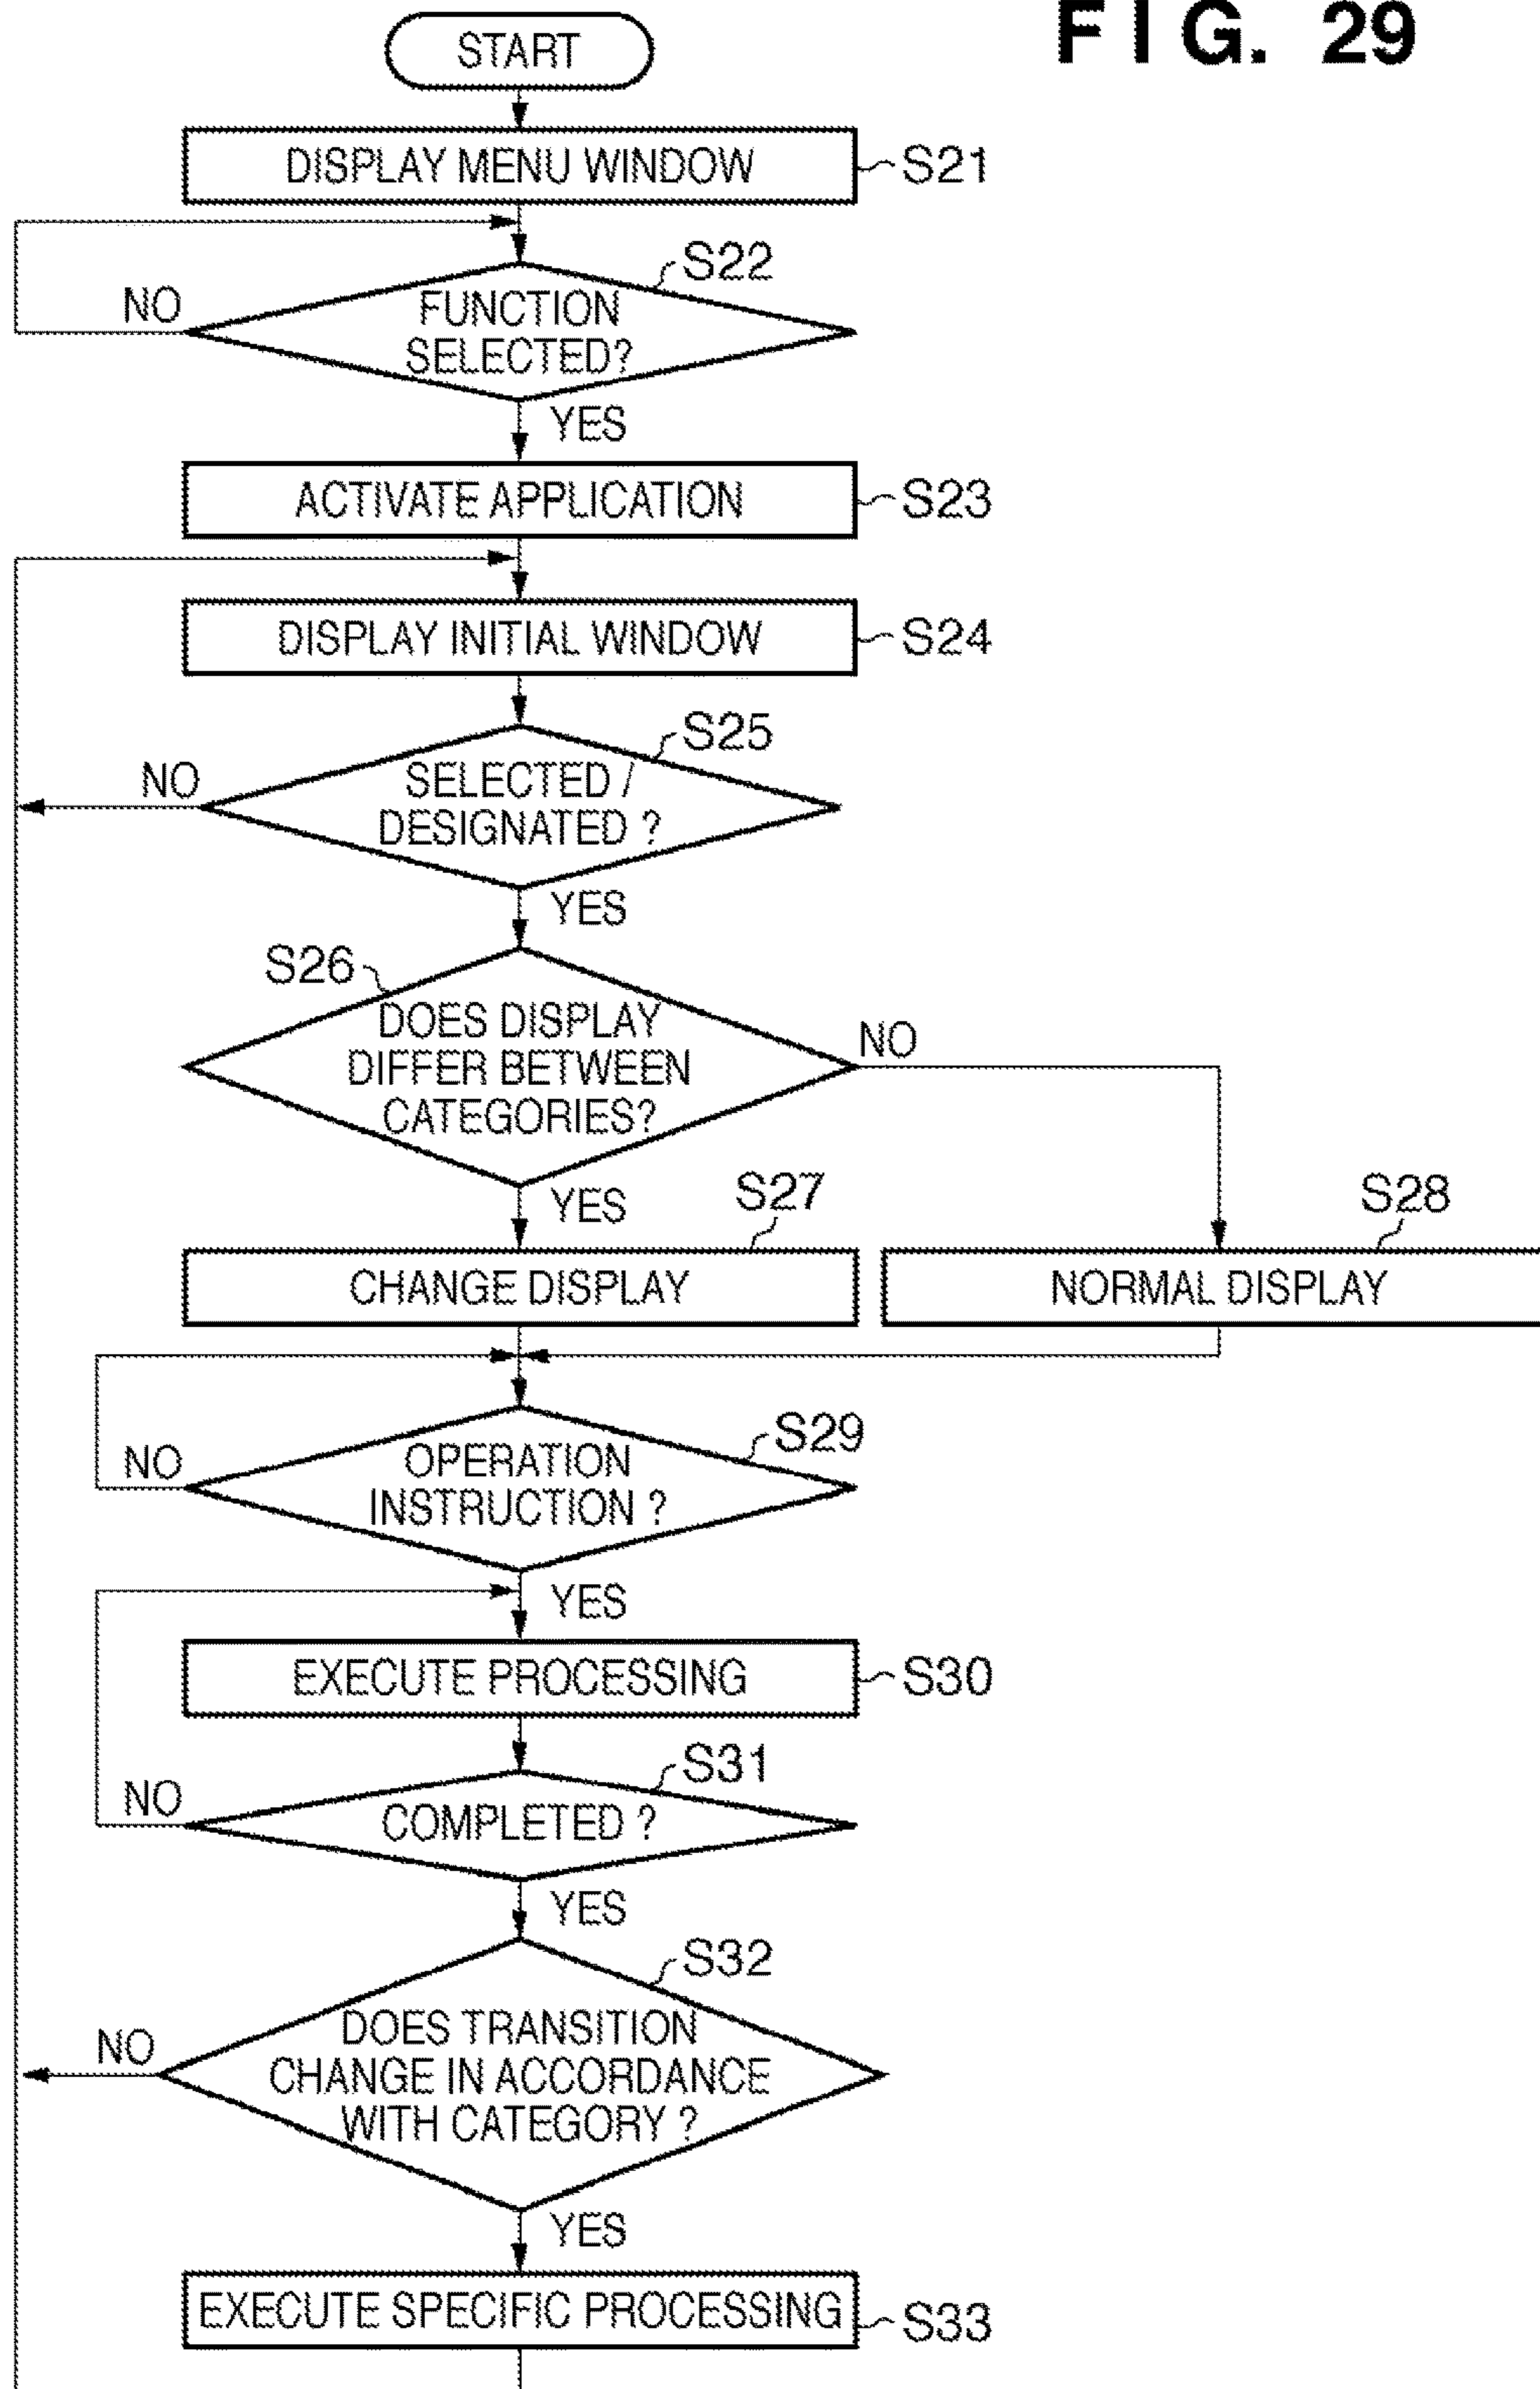 FIG. 29
START
DISPLAY MENU WINDOW
S21
S22
NO
FUNCTION
SELECTED?
YES
ACTIVATE APPLICATION
S23
DISPLAY INITIAL WINDOW
S24
S25
NO
SELECTED /
DESIGNATED ?
YES
S26
DOES DISPLAY
DIFFER BETWEEN
CATEGORIES?
NO
YES
S27
S28
CHANGE DISPLAY
NORMAL DISPLAY
S29
NO
OPERATION
INSTRUCTION ?
YES
EXECUTE PROCESSING
S30
S31
NO
COMPLETED ?
YES
S32
NO
DOES TRANSITION
CHANGE IN ACCORDANCE
WITH CATEGORY ?
YES
EXECUTE SPECIFIC PROCESSING
S33